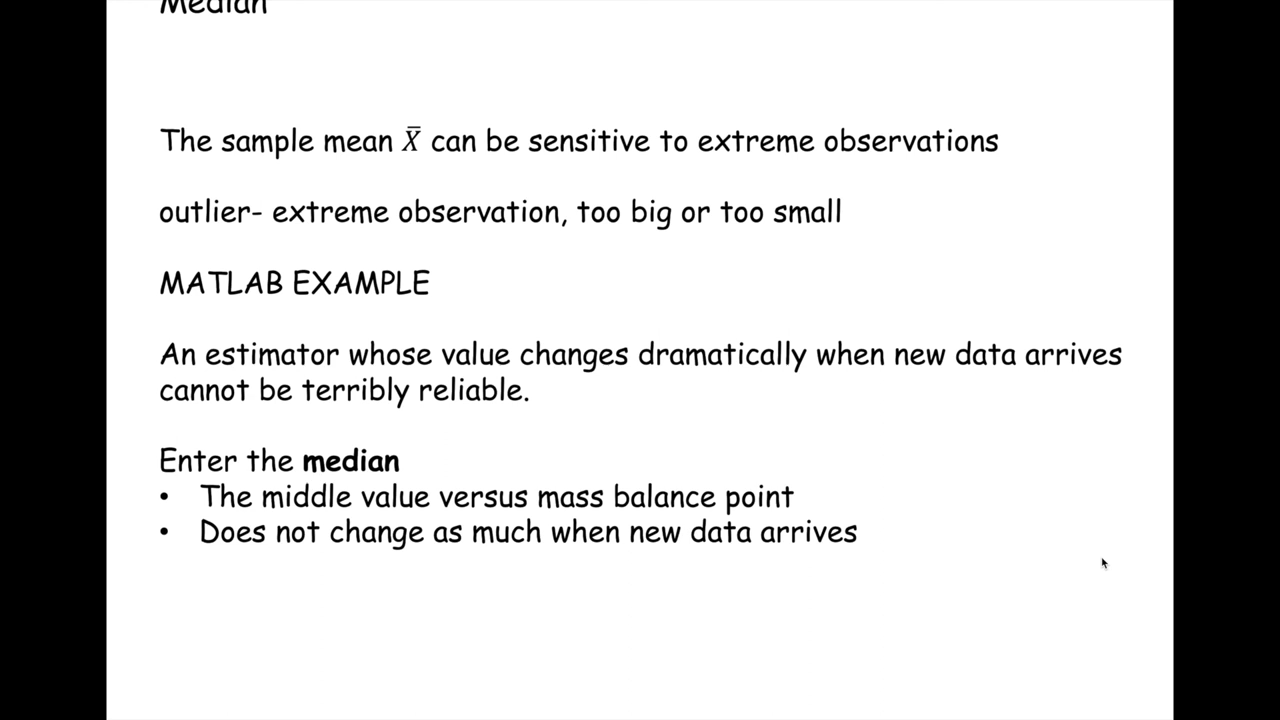 Median
The sample mean X̄ can be sensitive to extreme observations
outlier- extreme observation, too big or too small
MATLAB EXAMPLE
An estimator whose value changes dramatically when new data arrives
cannot be terribly reliable.
Enter the median
• The middle value versus mass balance point
• Does not change as much when new data arrives